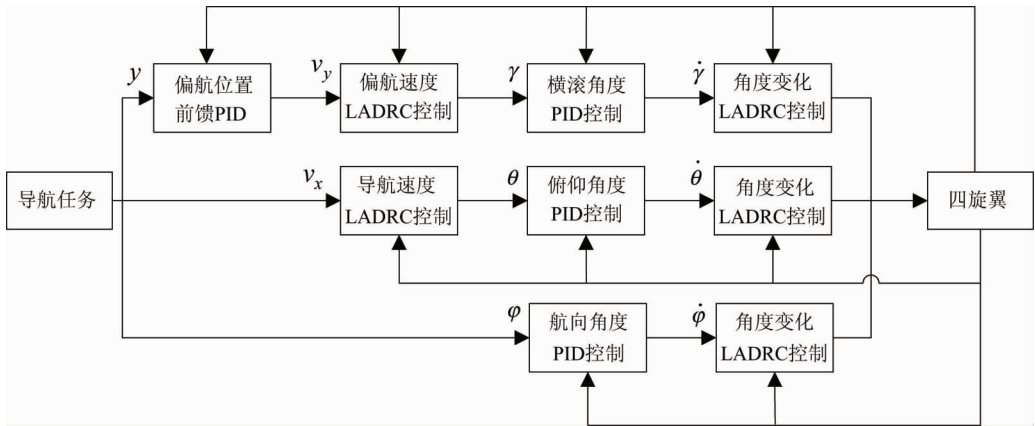 y
偏航位置
前馈PID
v_y
偏航速度
LADRC控制
γ
横滚角度
PID控制
γ̇
角度变化
LADRC控制
导航任务
v_x
导航速度
LADRC控制
θ
俯仰角度
PID控制
θ̇
角度变化
LADRC控制
四旋翼
φ
航向角度
PID控制
φ̇
角度变化
LADRC控制